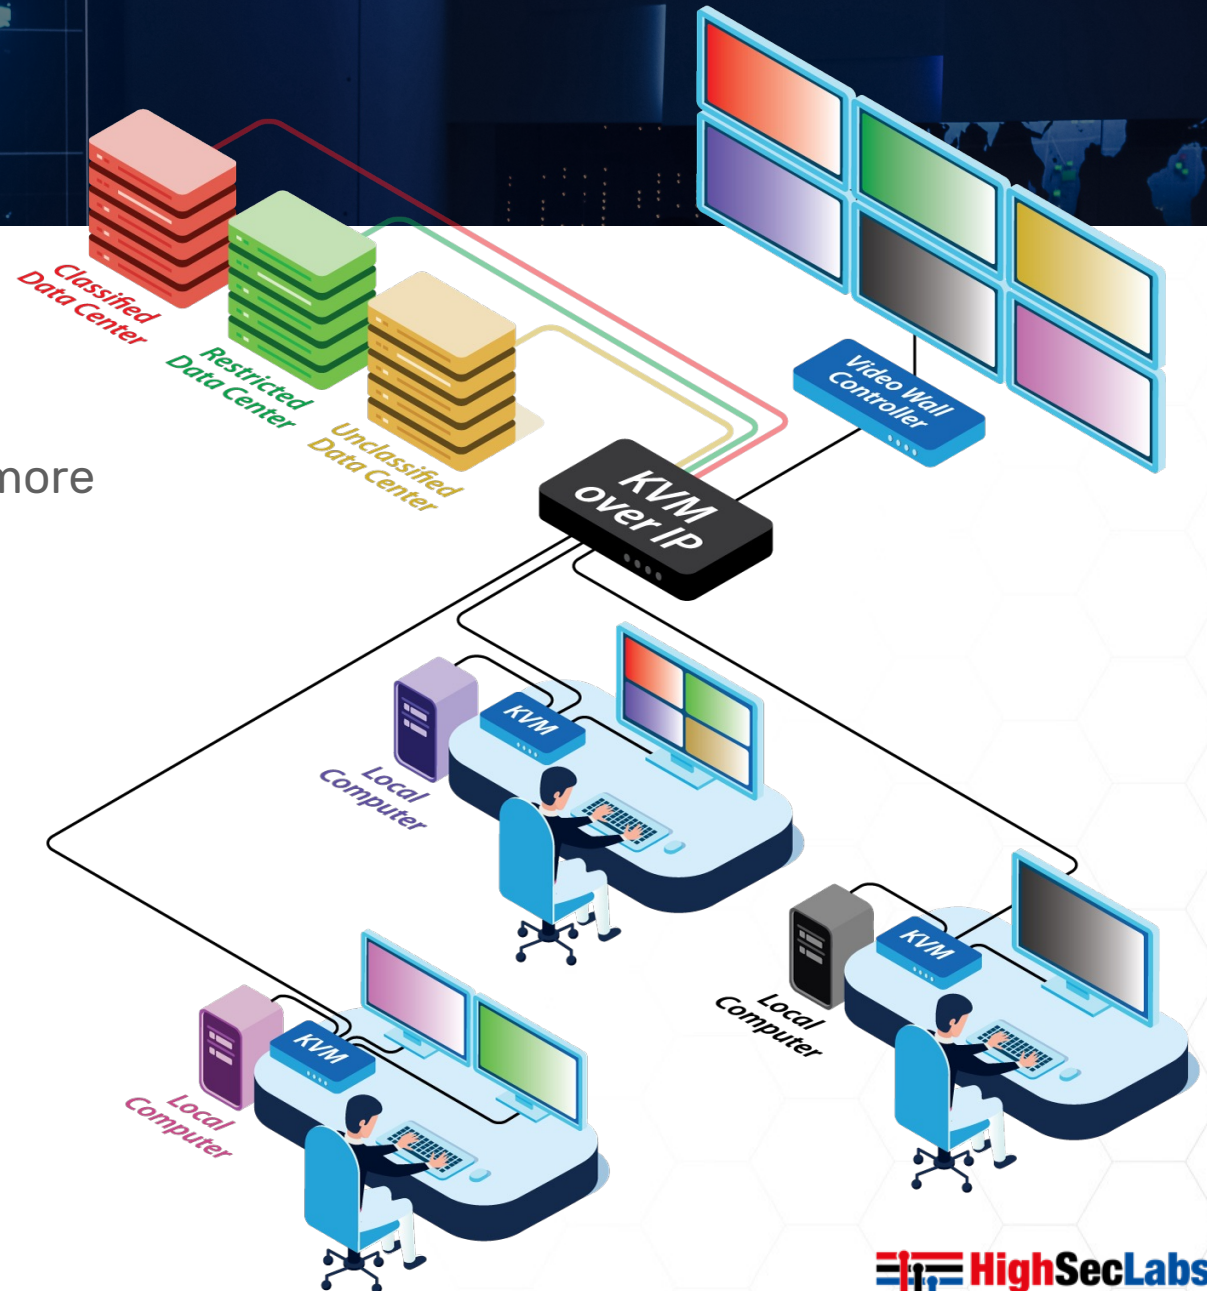 Classified
Data Center
Restricted
Data Center
Unclassified
Data Center
Video Wall
Controller
more
KVM
over IP
KVM
Local
Computer
KVM
Local
Computer
KVM
Local
Computer
HighSecLabs